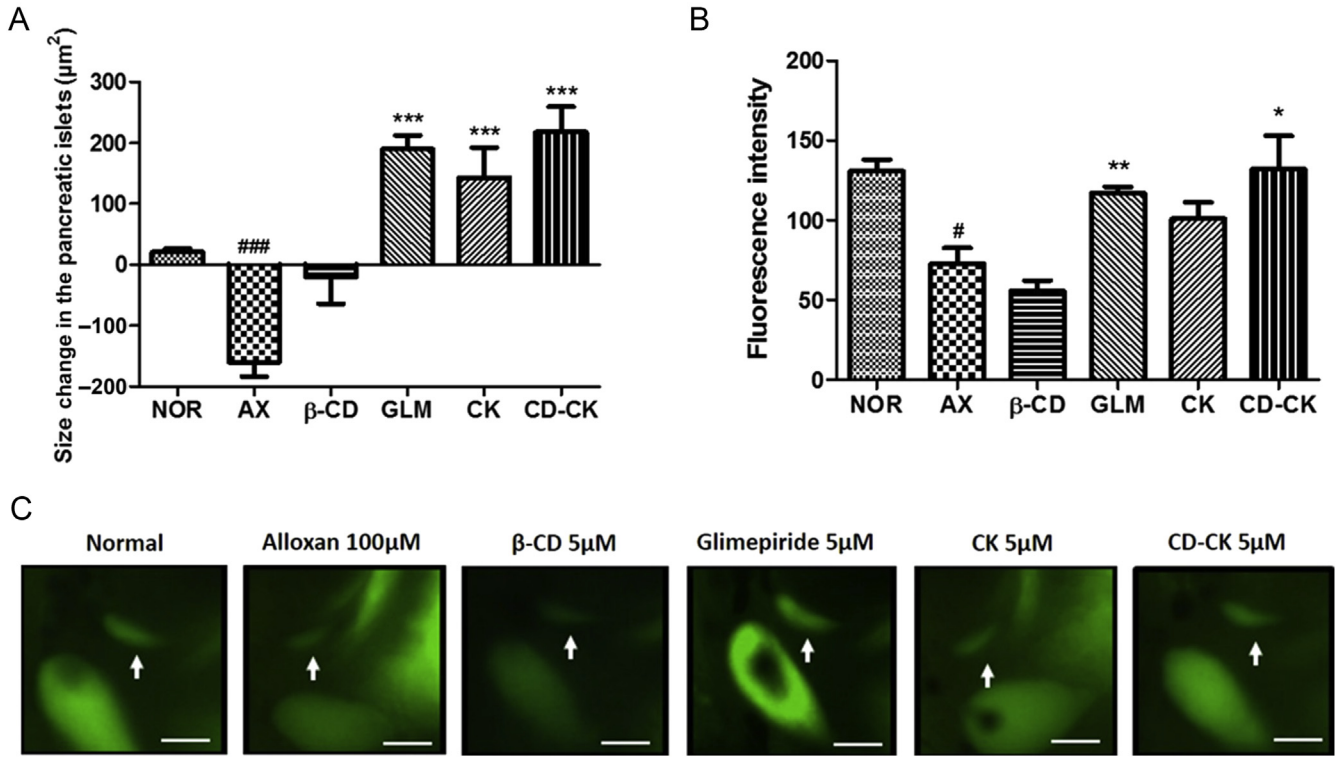 A
Size change in the pancreatic islets (µm²)
300
200
100
0
−100
−200
###
***
***
***
NOR AX β-CD GLM CK CD-CK
B
Fluorescence intensity
200
150
100
50
0
#
**
*
NOR AX β-CD GLM CK CD-CK
C
Normal Alloxan 100µM β-CD 5µM Glimepiride 5µM CK 5µM CD-CK 5µM